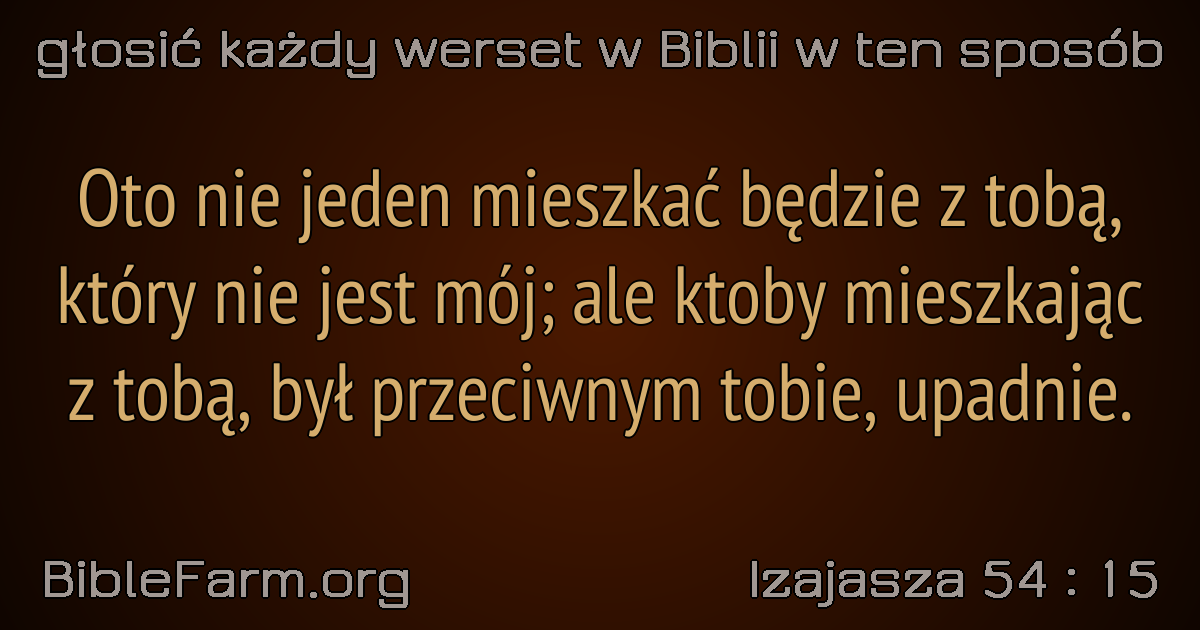 głosić każdy werset w Biblii w ten sposób
Oto nie jeden mieszkać będzie z tobą,
który nie jest mój; ale ktoby mieszkając
z tobą, był przeciwnym tobie, upadnie.
BibleFarm.org
Izajasza 54 : 15